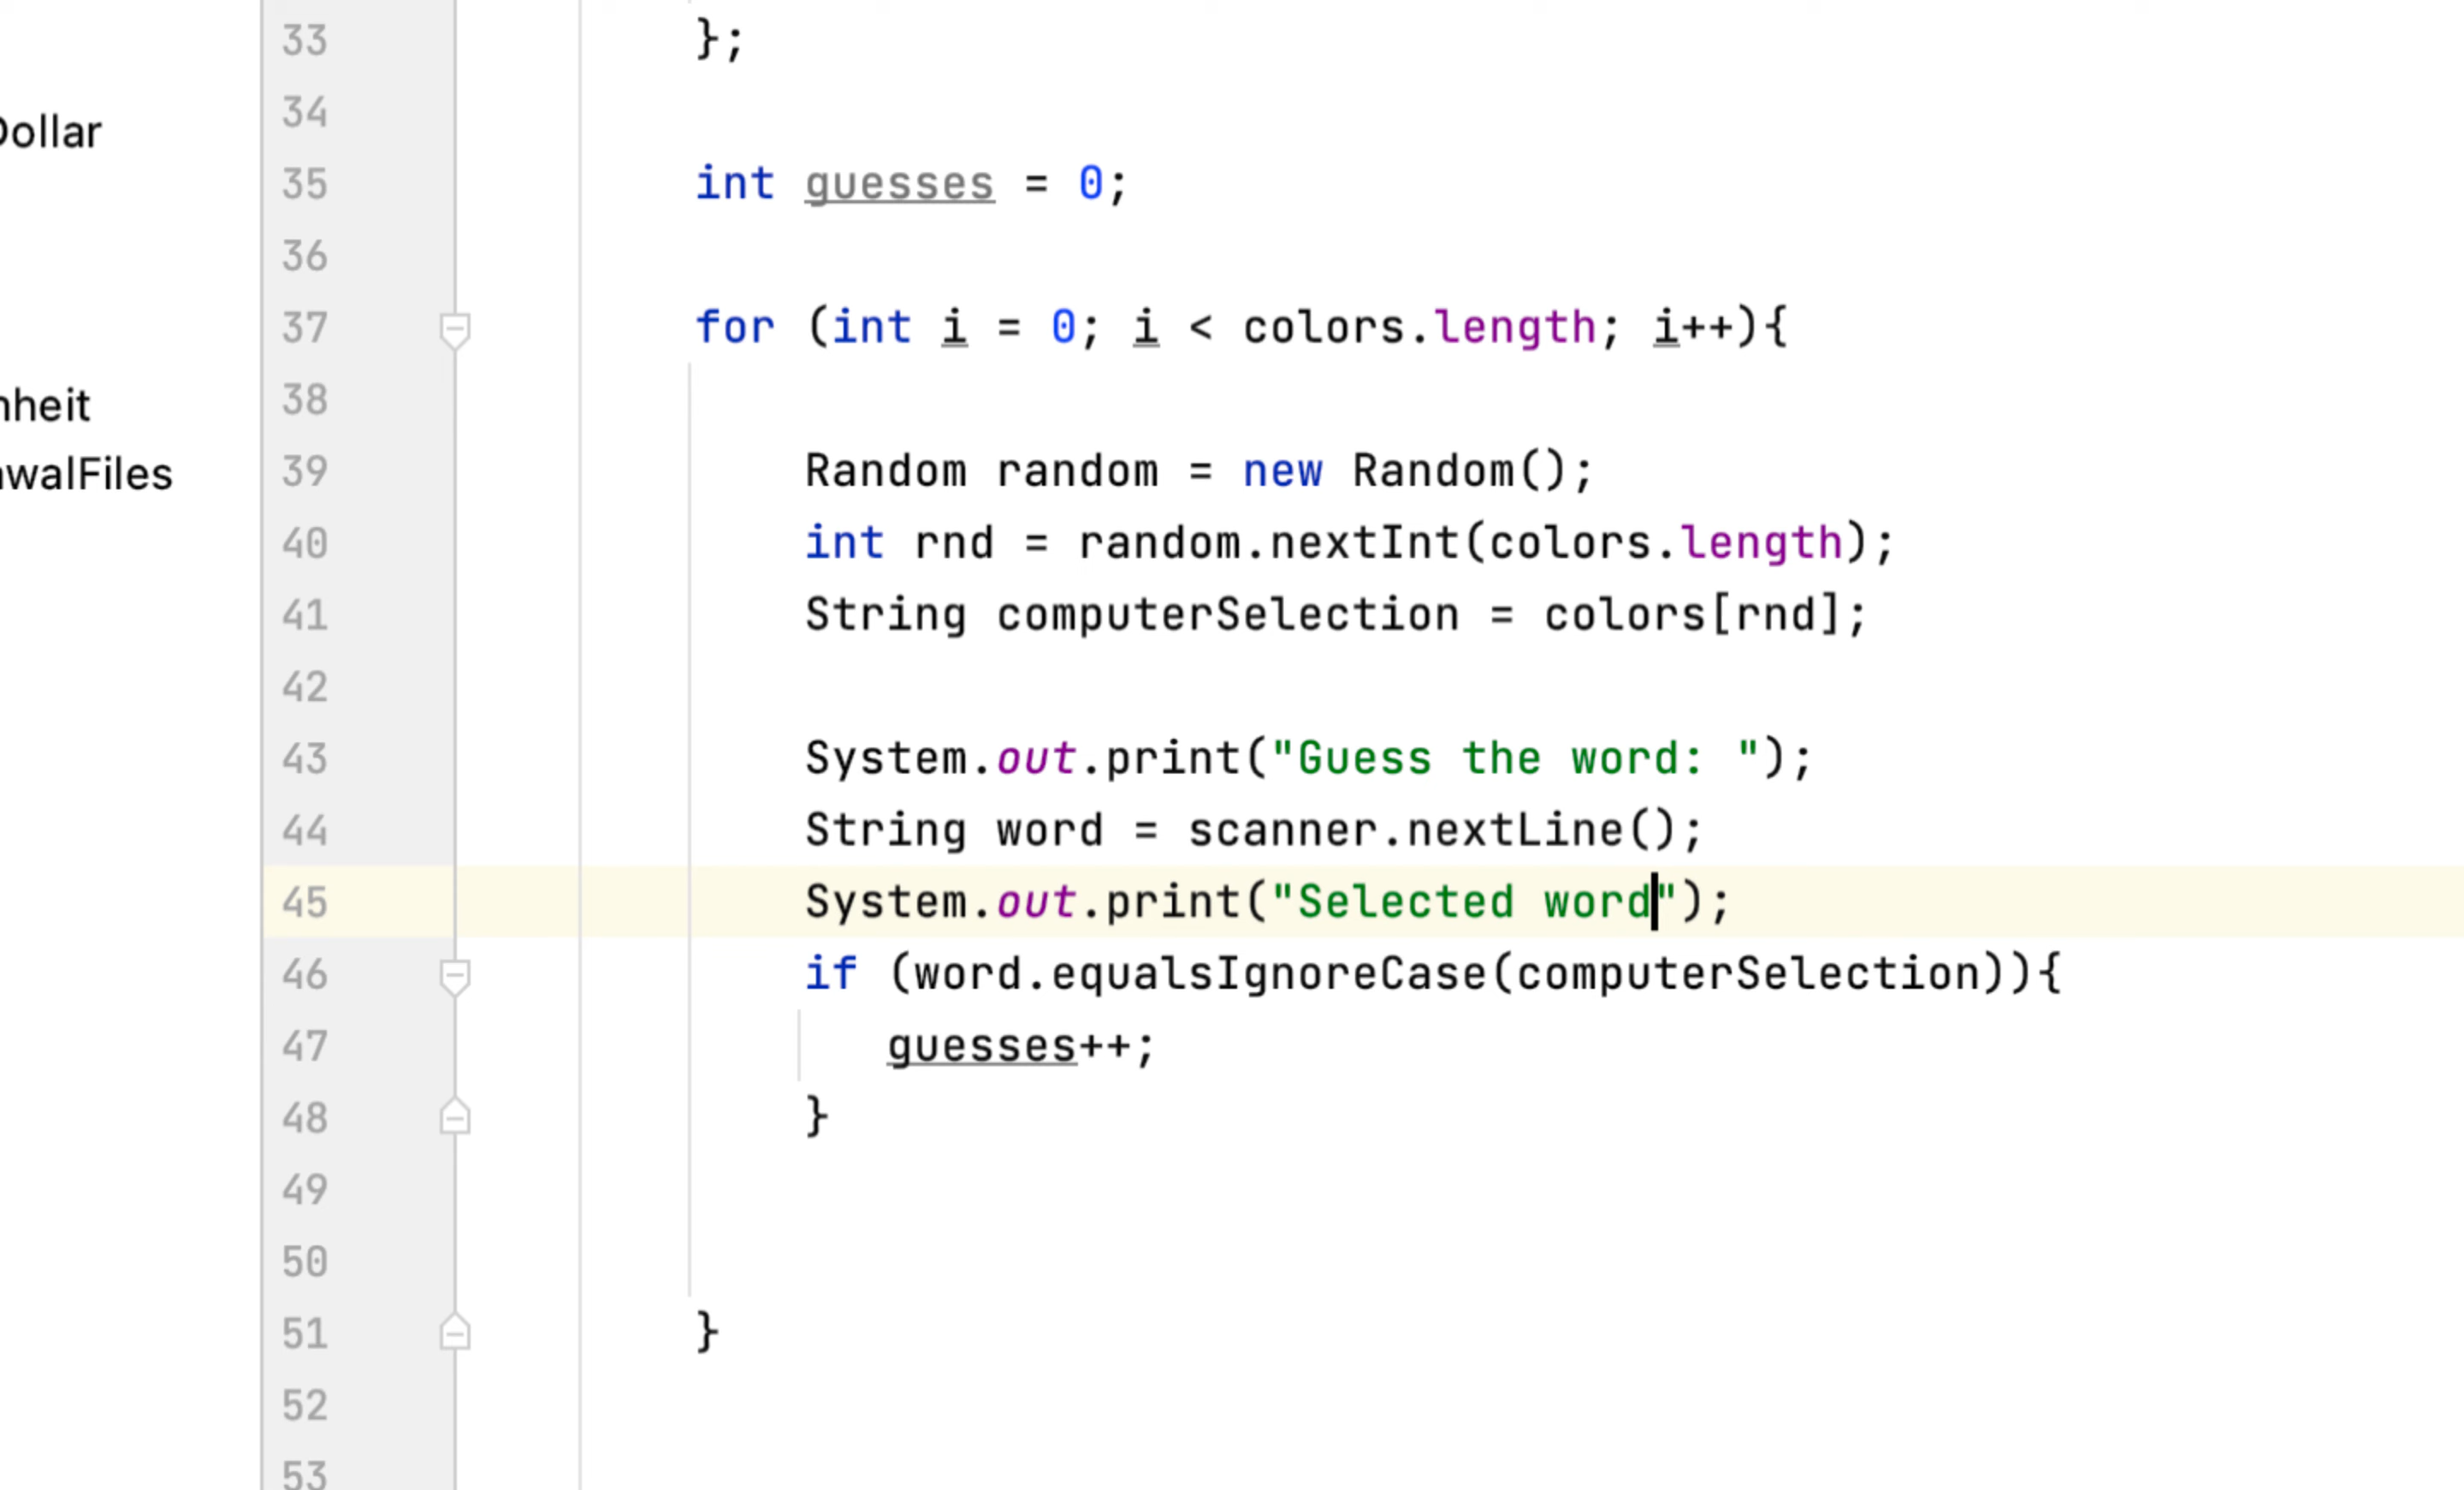 Dollar
nheit
walFiles
33 };
34
35 int guesses = 0;
36
37 for (int i = 0; i < colors.length; i++){
38
39 Random random = new Random();
40 int rnd = random.nextInt(colors.length);
41 String computerSelection = colors[rnd];
42
43 System.out.print("Guess the word: ");
44 String word = scanner.nextLine();
45 System.out.print("Selected word");
46 if (word.equalsIgnoreCase(computerSelection)){
47 guesses++;
48 }
49
50
51 }
52
53